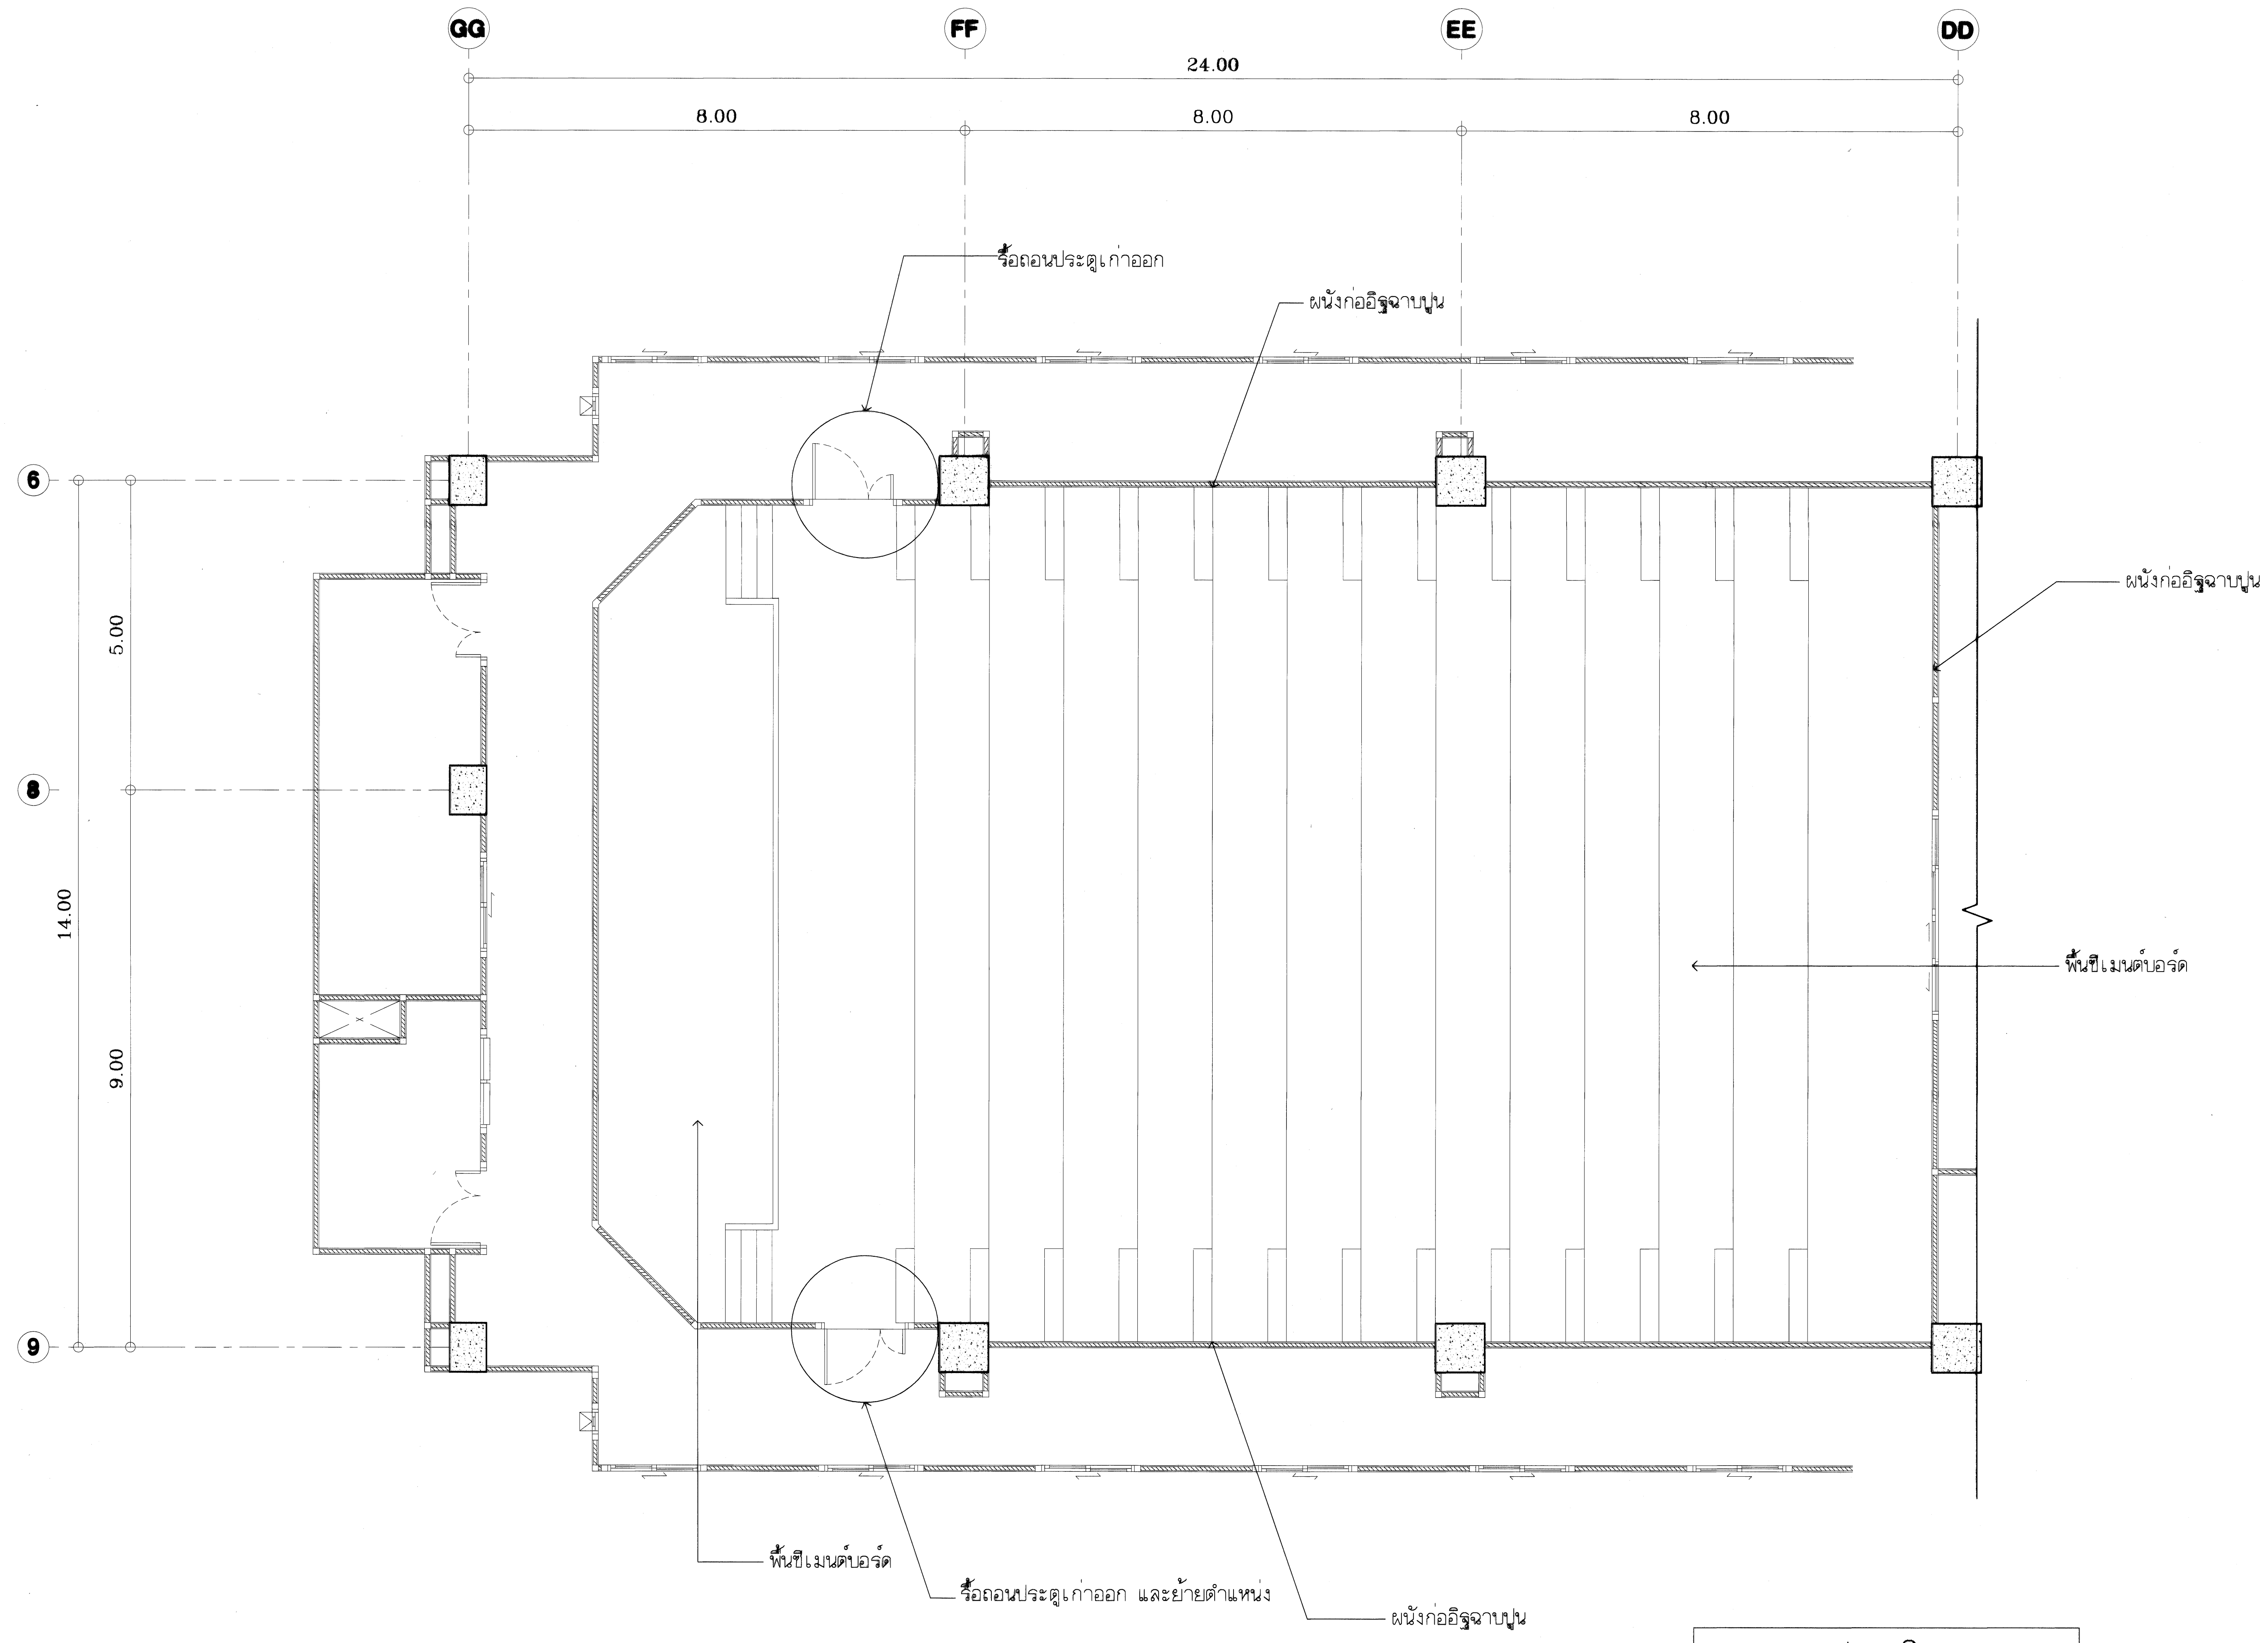 GG
FF
EE
DD
24.00
8.00
8.00
8.00
รื้อถอนประตูเก่าออก
ผนังก่ออิฐฉาบปูน
6
ผนังก่ออิฐฉาบปูน
5.00
8
14.00
พื้นซีเมนต์บอร์ด
9.00
9
พื้นซีเมนต์บอร์ด
รื้อถอนประตูเก่าออก และย้ายตำแหน่ง
ผนังก่ออิฐฉาบปูน